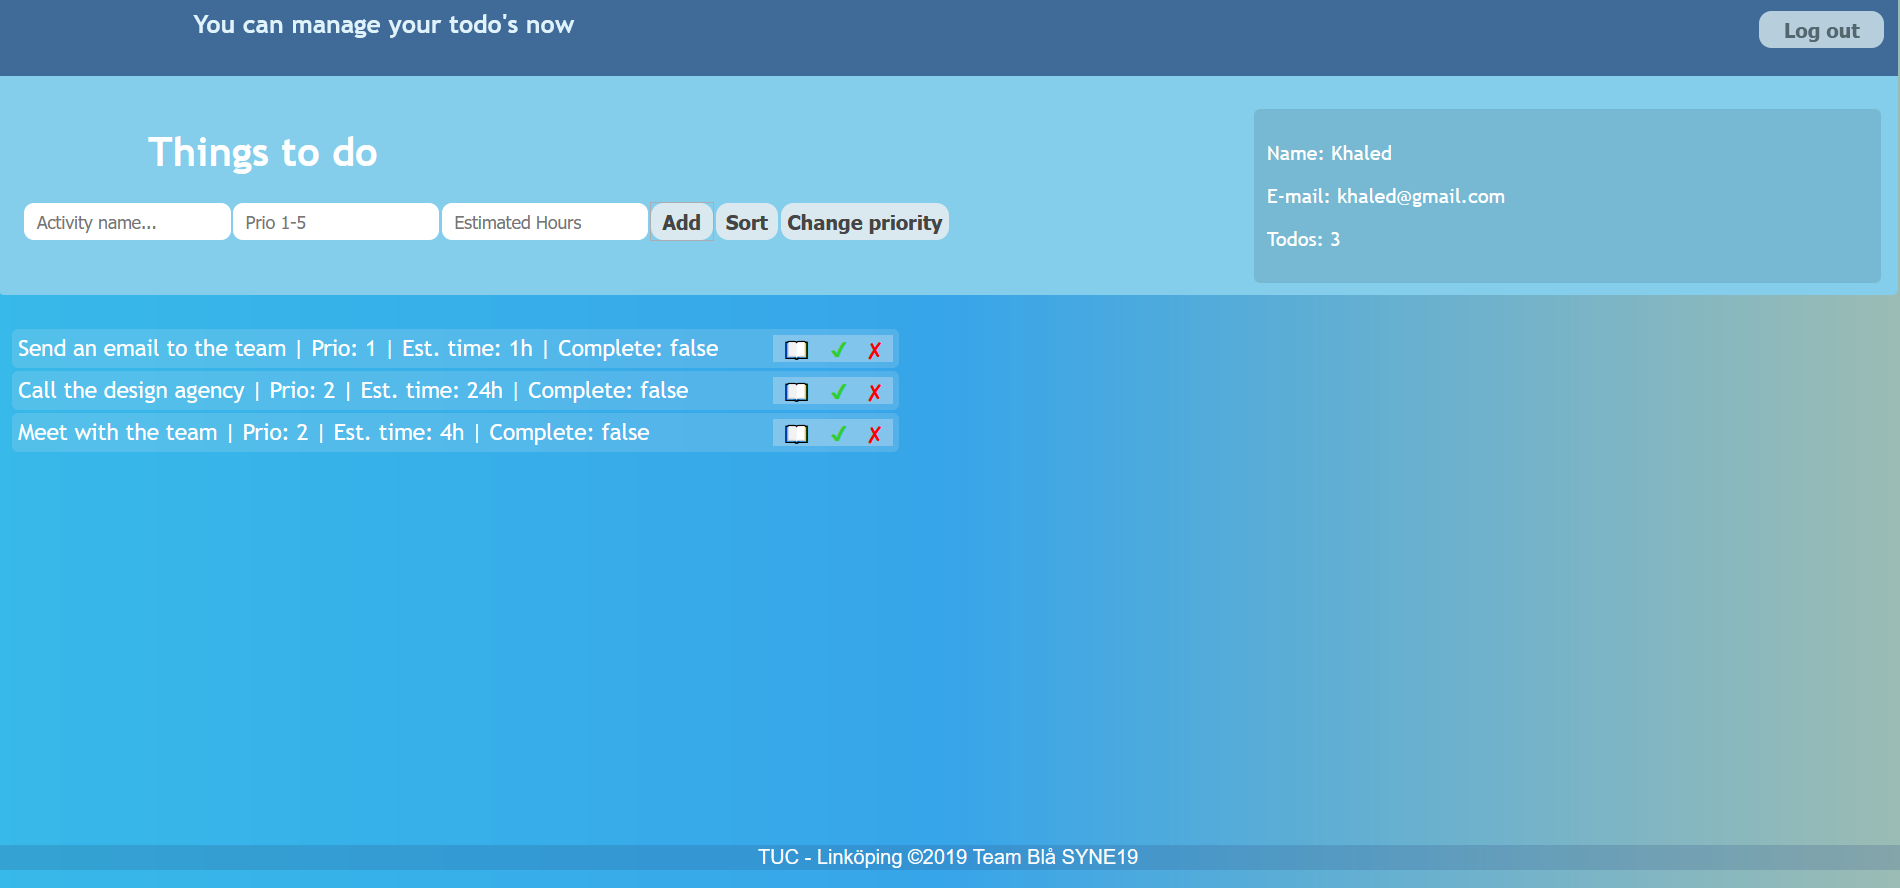 You can manage your todo's now
Log out
Things to do
Activity name...
Prio 1-5
Estimated Hours
Add
Sort
Change priority
Name: Khaled
E-mail: khaled@gmail.com
Todos: 3
Send an email to the team | Prio: 1 | Est. time: 1h | Complete: false
Call the design agency | Prio: 2 | Est. time: 24h | Complete: false
Meet with the team | Prio: 2 | Est. time: 4h | Complete: false
TUC - Linköping ©2019 Team Blå SYNE19